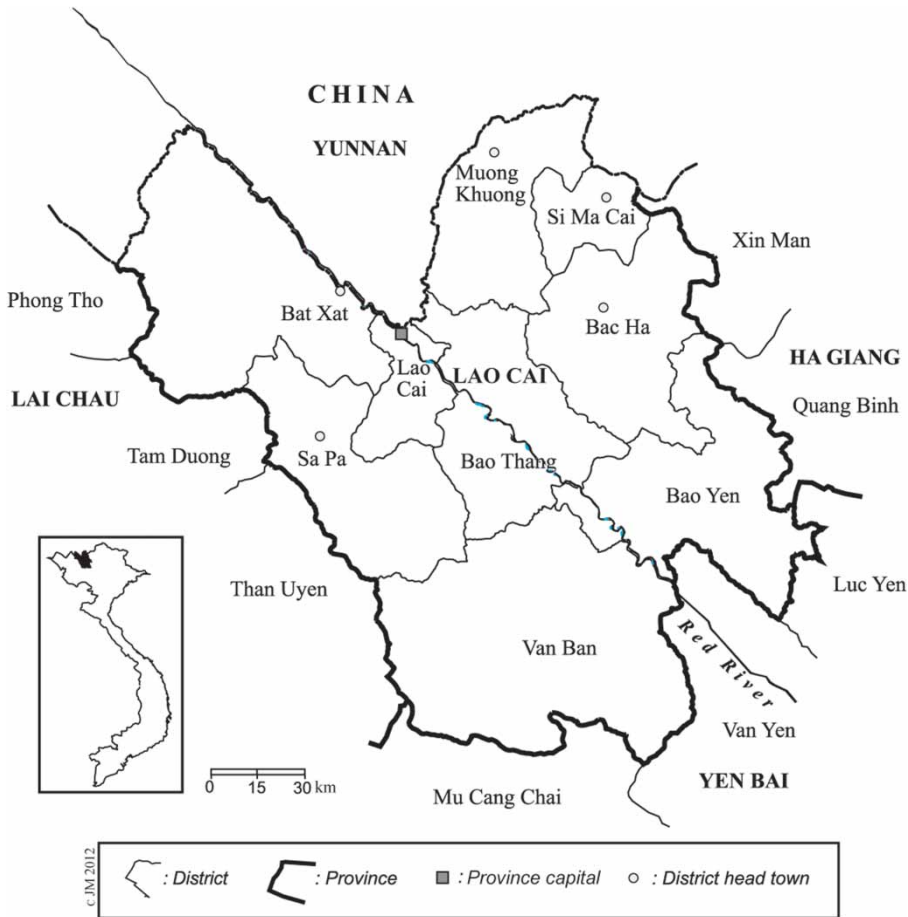 CHINA
YUNNAN
Muong
Khuong
Si Ma Cai
Xin Man
Phong Tho
Bat Xat
Bac Ha
HA GIANG
LAI CHAU
Lao
Cai
LAO CAI
Quang Binh
Tam Duong
Sa Pa
Bao Thang
Bao Yen
Than Uyen
Luc Yen
Van Ban
Red River
Van Yen
YEN BAI
Mu Cang Chai
0 15 30 km
c JM 2012
: District
: Province
: Province capital
: District head town